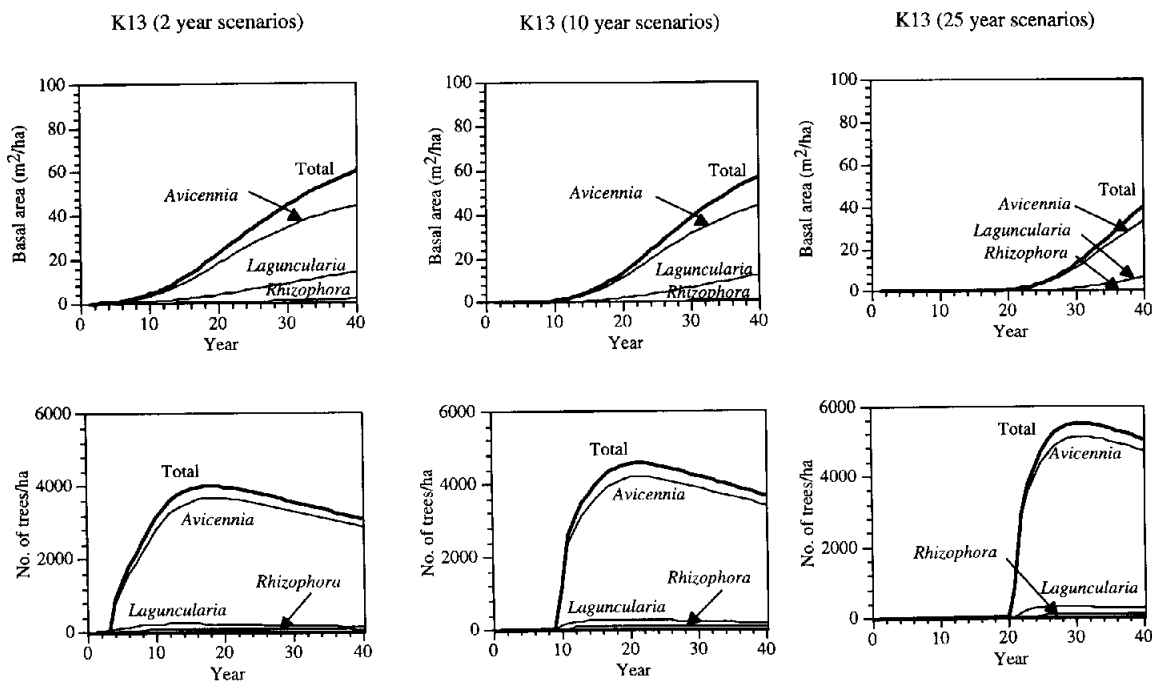 K13 (2 year scenarios)
K13 (10 year scenarios)
K13 (25 year scenarios)
Basal area (m²/ha)
100
80
60
40
20
0
Total
Avicennia
Laguncularia
Rhizophora
0 10 20 30 40
Year
Basal area (m²/ha)
100
80
60
40
20
0
Total
Avicennia
Laguncularia
Rhizophora
0 10 20 30 40
Year
Basal area (m²/ha)
100
80
60
40
20
0
Total
Avicennia
Laguncularia
Rhizophora
0 10 20 30 40
Year
No. of trees/ha
6000
4000
2000
0
Total
Avicennia
Rhizophora
Laguncularia
0 10 20 30 40
Year
No. of trees/ha
6000
4000
2000
0
Total
Avicennia
Rhizophora
Laguncularia
0 10 20 30 40
Year
No. of trees/ha
6000
4000
2000
0
Total
Avicennia
Rhizophora
Laguncularia
0 10 20 30 40
Year